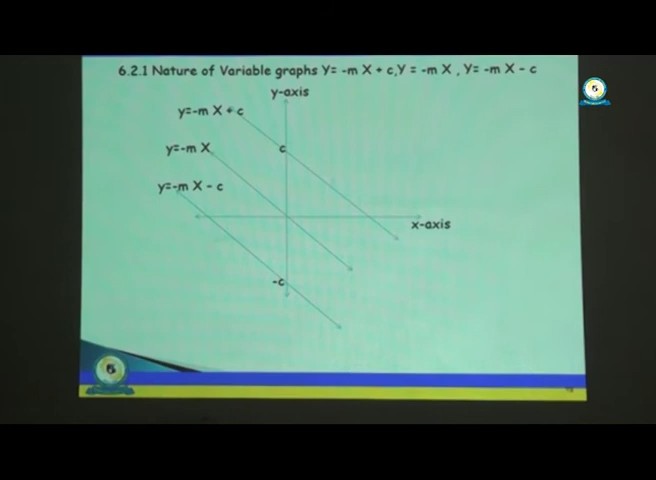 6.2.1 Nature of Variable graphs Y= -m X + c,Y = -m X , Y= -m X - c
y-axis
y=-m X + c
y=-m X
c
y=-m X - c
x-axis
-c